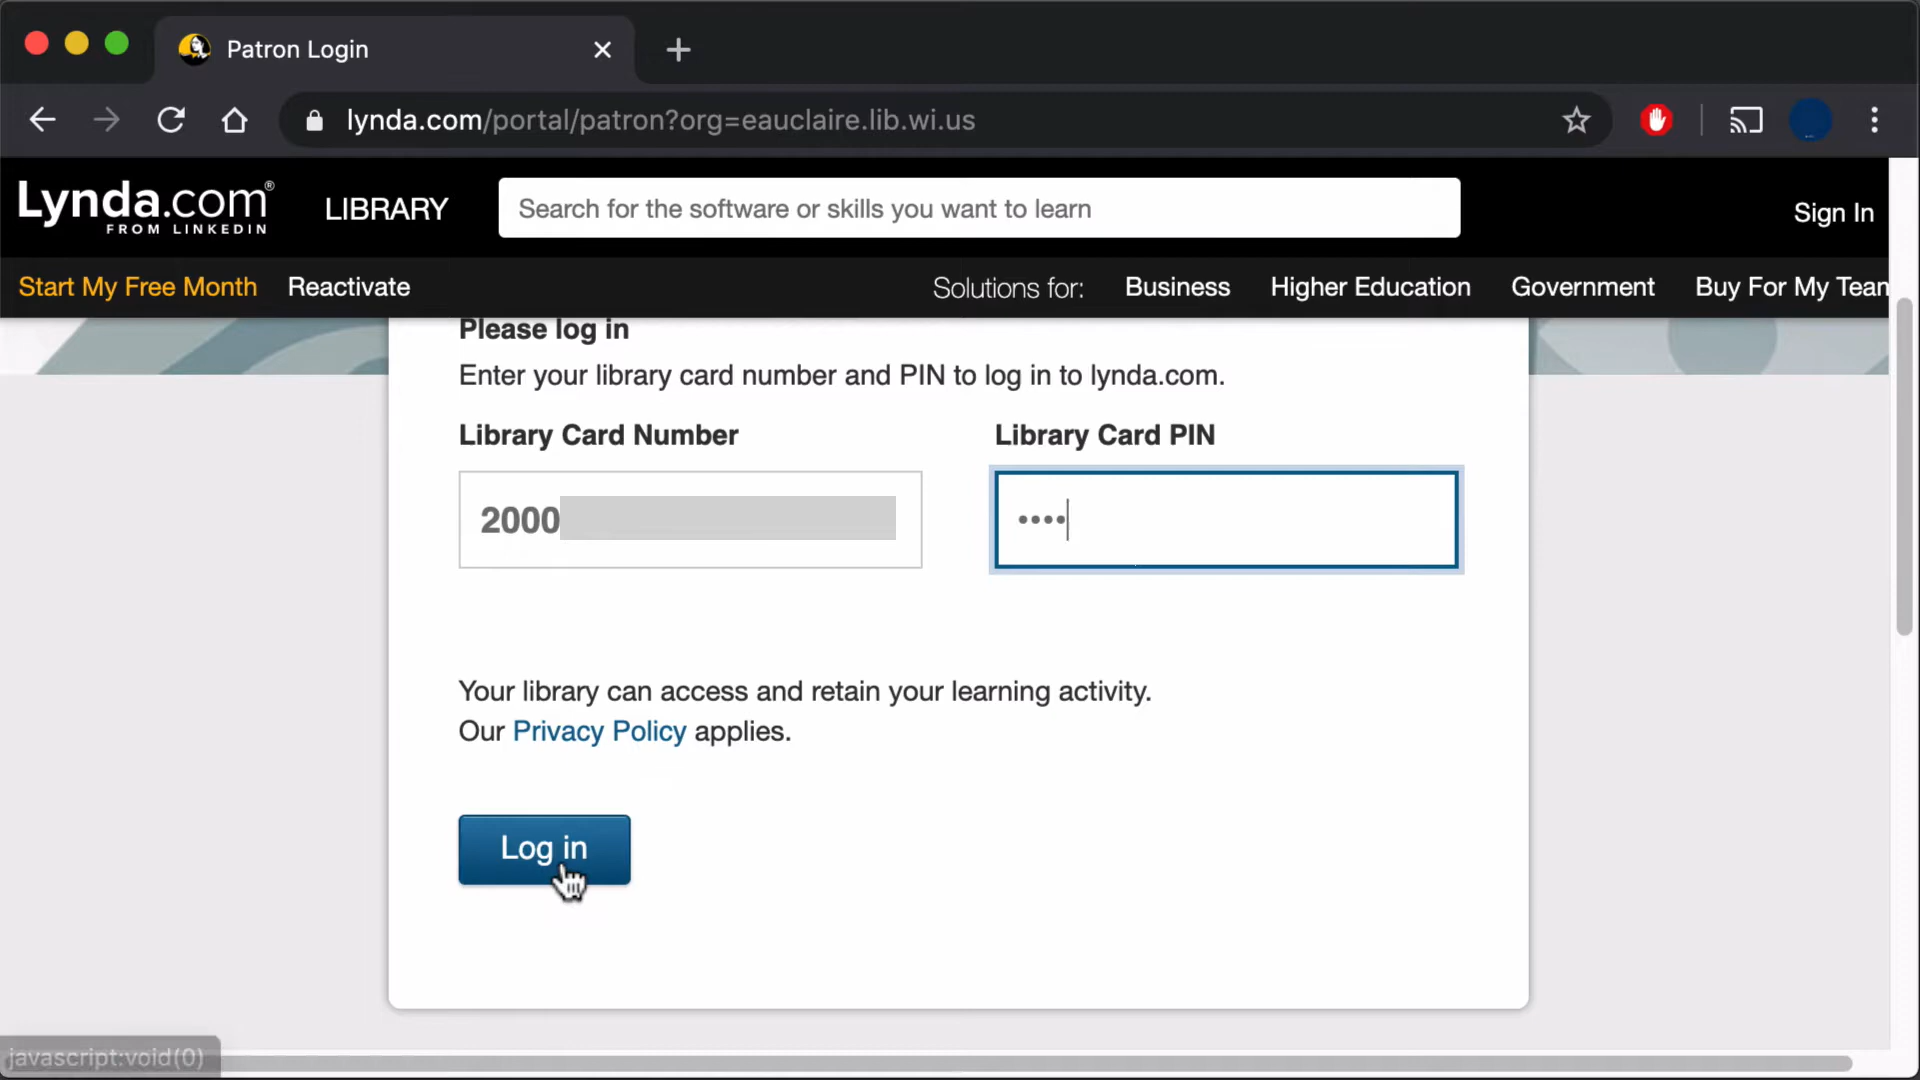 Patron Login
lynda.com/portal/patron?org=eauclaire.lib.wi.us
Lynda.com®
FROM LINKEDIN
LIBRARY
Search for the software or skills you want to learn
Sign In
Start My Free Month
Reactivate
Solutions for:
Business
Higher Education
Government
Buy For My Team
Please log in
Enter your library card number and PIN to log in to lynda.com.
Library Card Number
Library Card PIN
2000
••••
Your library can access and retain your learning activity.
Our Privacy Policy applies.
Log in
javascript:void(0)